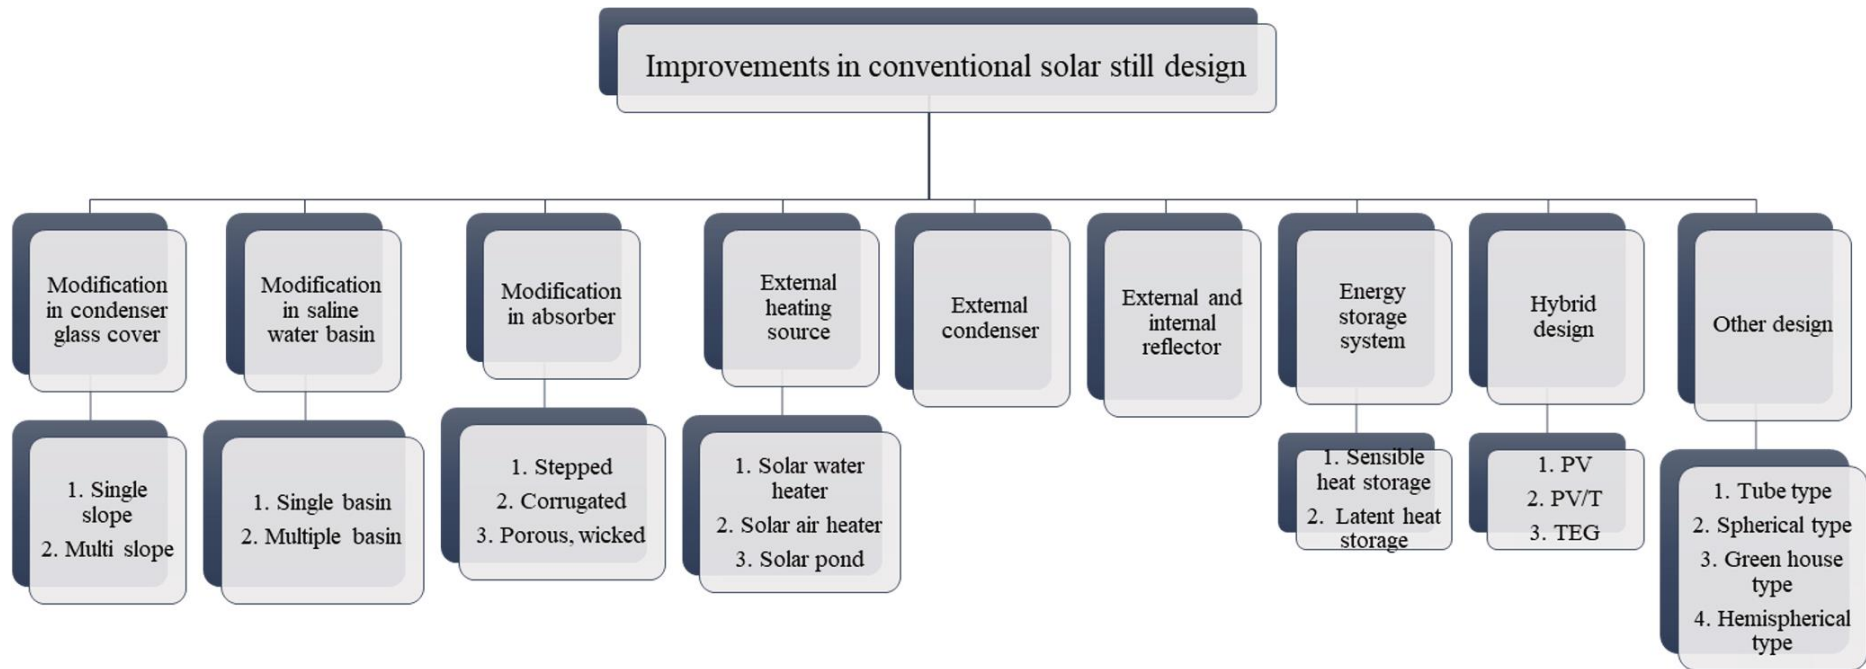 Improvements in conventional solar still design
Modification
in condenser
glass cover
Modification
in saline
water basin
Modification
in absorber
External
heating
source
External
condenser
External and
internal
reflector
Energy
storage
system
Hybrid
design
Other design
1. Single
slope
2. Multi slope
1. Single basin
2. Multiple basin
1. Stepped
2. Corrugated
3. Porous, wicked
1. Solar water
heater
2. Solar air heater
3. Solar pond
1. Sensible
heat storage
2. Latent heat
storage
1. PV
2. PV/T
3. TEG
1. Tube type
2. Spherical type
3. Green house
type
4. Hemispherical
type